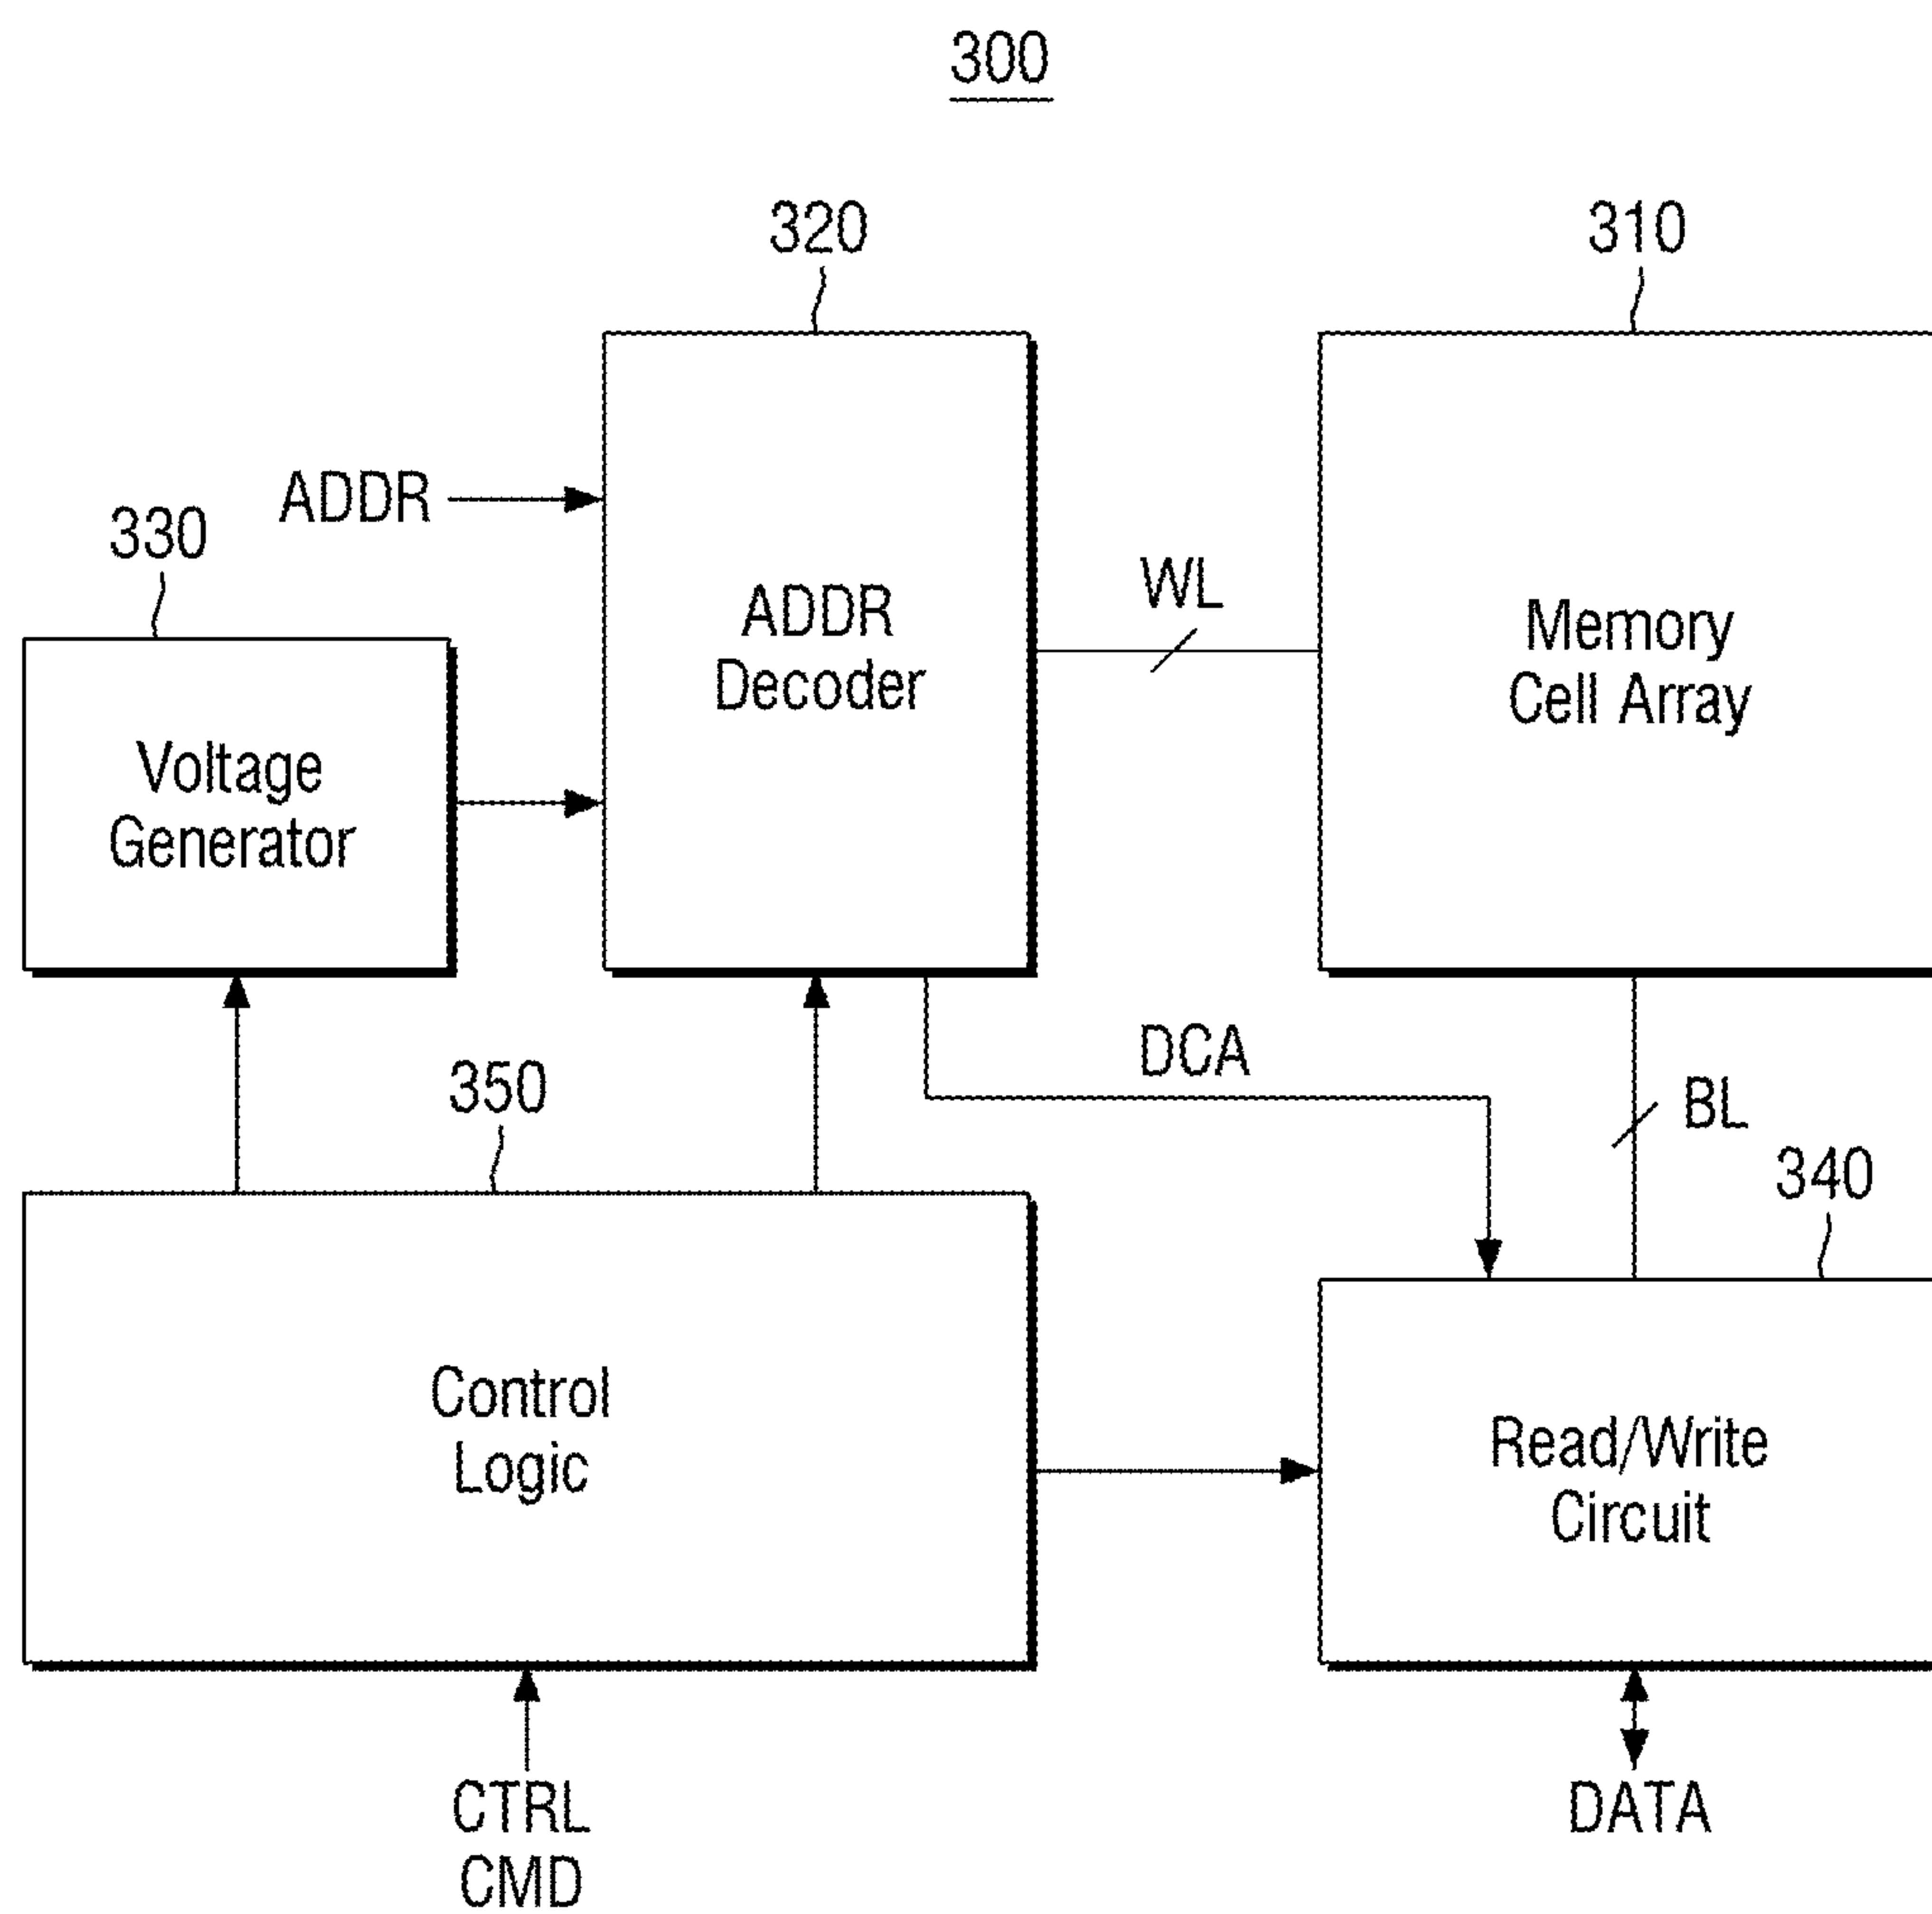 300
320
310
ADDR
330
WL
ADDR
Decoder
Memory
Cell Array
Voltage
Generator
DCA
350
BL
340
Control
Logic
Read/Write
Circuit
CTRL
CMD
DATA